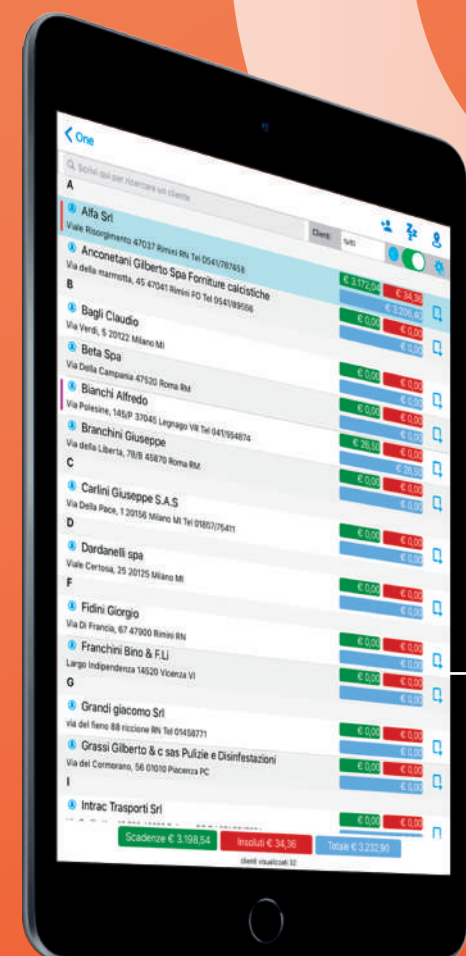 One
Scrivi qui per ricercare un cliente
Clienti tutti
A
Alfa Srl
Viale Risorgimento 47037 Rimini RN Tel 0541/787858
€ 3.172,04 € 34,36
€ 3.206,40
Anconetani Gilberto Spa Forniture calcistiche
Via della marmotta, 45 47041 Rimini FO Tel 0541/89556
€ 0,00 € 0,00
€ 0,00
B
Bagli Claudio
Via Verdi, 5 20122 Milano MI
€ 0,00 € 0,00
€ 0,00
Beta Spa
Via Della Campania 47520 Roma RM
€ 0,00 € 0,00
€ 0,00
Bianchi Alfredo
Via Polesine, 145/P 37045 Legnago VR Tel 041/554874
€ 26,50 € 0,00
€ 26,50
Branchini Giuseppe
Via della Liberta, 78/B 45870 Roma RM
€ 0,00 € 0,00
€ 0,00
C
Carlini Giuseppe S.A.S
Via Della Pace, 1 20156 Milano MI Tel 01857/75411
€ 0,00 € 0,00
€ 0,00
D
Dardanelli spa
Viale Certosa, 25 20125 Milano MI
€ 0,00 € 0,00
€ 0,00
F
Fidini Giorgio
Via Di Francia, 67 47900 Rimini RN
€ 0,00 € 0,00
€ 0,00
Franchini Bino & F.Li
Largo Indipendenza 14520 Vicenza VI
€ 0,00 € 0,00
€ 0,00
G
Grandi giacomo Srl
via del fieno 88 riccione RN Tel 01458771
€ 0,00 € 0,00
€ 0,00
Grassi Gilberto & c sas Pulizie e Disinfestazioni
Via del Cormorano, 56 01010 Piacenza PC
€ 0,00 € 0,00
€ 0,00
I
Intrac Trasporti Srl
€ 0,00 € 0,00
Scadenze € 3.198,54 Insoluti € 34,36 Totale € 3.232,90
clienti visualizzati 32